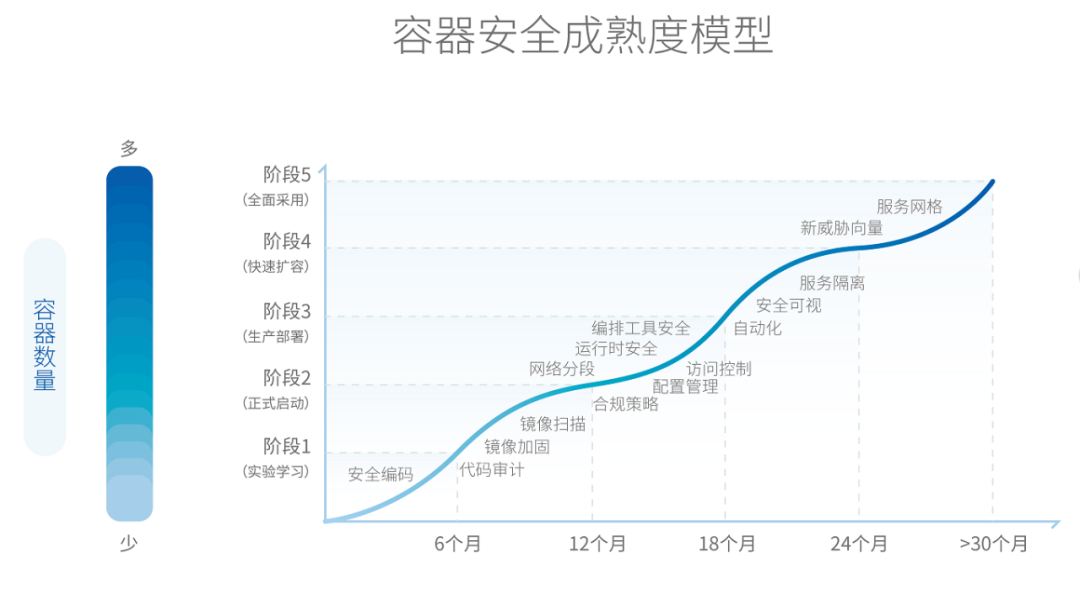 容器安全成熟度模型
多
容器数量
少
阶段5
（全面采用）
阶段4
（快速扩容）
阶段3
（生产部署）
阶段2
（正式启动）
阶段1
（实验学习）
服务网格
新威胁向量
服务隔离
安全可视
自动化
编排工具安全
运行时安全
网络分段
访问控制
配置管理
合规策略
镜像扫描
镜像加固
代码审计
安全编码
6个月
12个月
18个月
24个月
>30个月